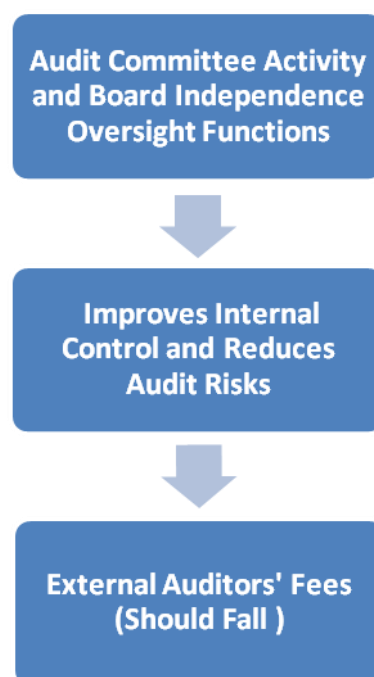 Audit Committee Activity
and Board Independence
Oversight Functions
Improves Internal
Control and Reduces
Audit Risks
External Auditors' Fees
(Should Fall )